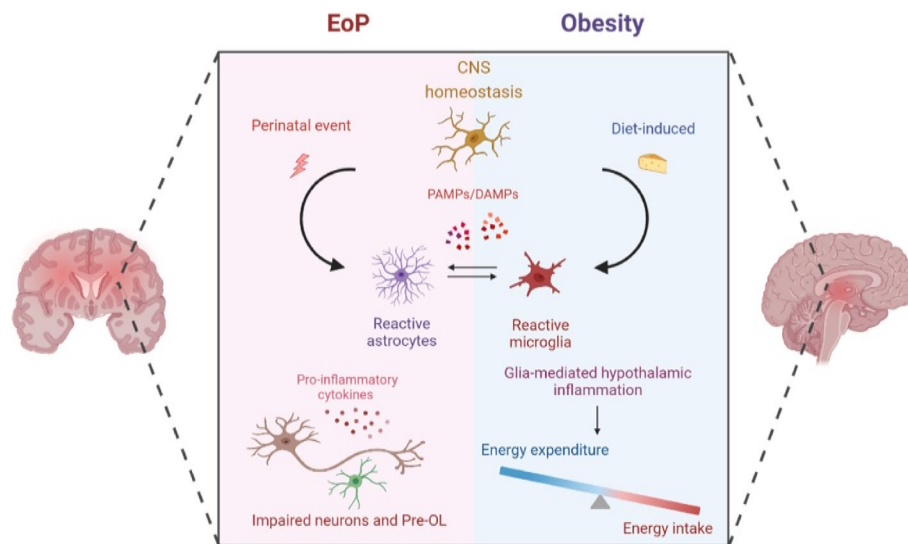 EoP
Obesity
CNS
homeostasis
Perinatal event
Diet-induced
PAMPs/DAMPs
Reactive
astrocytes
Reactive
microglia
Pro-inflammatory
cytokines
Glia-mediated hypothalamic
inflammation
Energy expenditure
Impaired neurons and Pre-OL
Energy intake